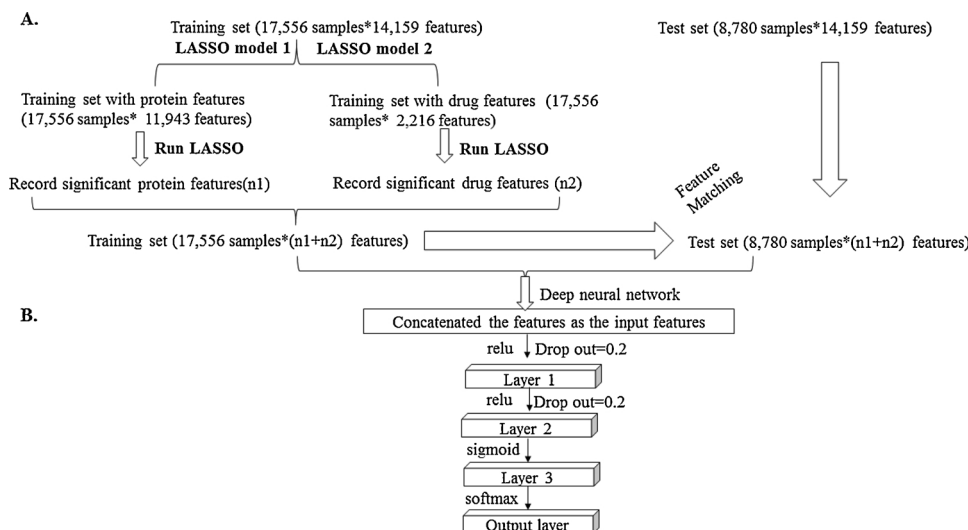 A.
Training set (17,556 samples*14,159 features)
LASSO model 1
LASSO model 2
Test set (8,780 samples*14,159 features)
Training set with protein features
(17,556 samples* 11,943 features)
Training set with drug features (17,556
samples* 2,216 features)
Run LASSO
Run LASSO
Record significant protein features(n1)
Record significant drug features (n2)
Feature
Matching
Training set (17,556 samples*(n1+n2) features)
Test set (8,780 samples*(n1+n2) features)
Deep neural network
B.
Concatenated the features as the input features
relu
Drop out=0.2
Layer 1
relu
Drop out=0.2
Layer 2
sigmoid
Layer 3
softmax
Output layer